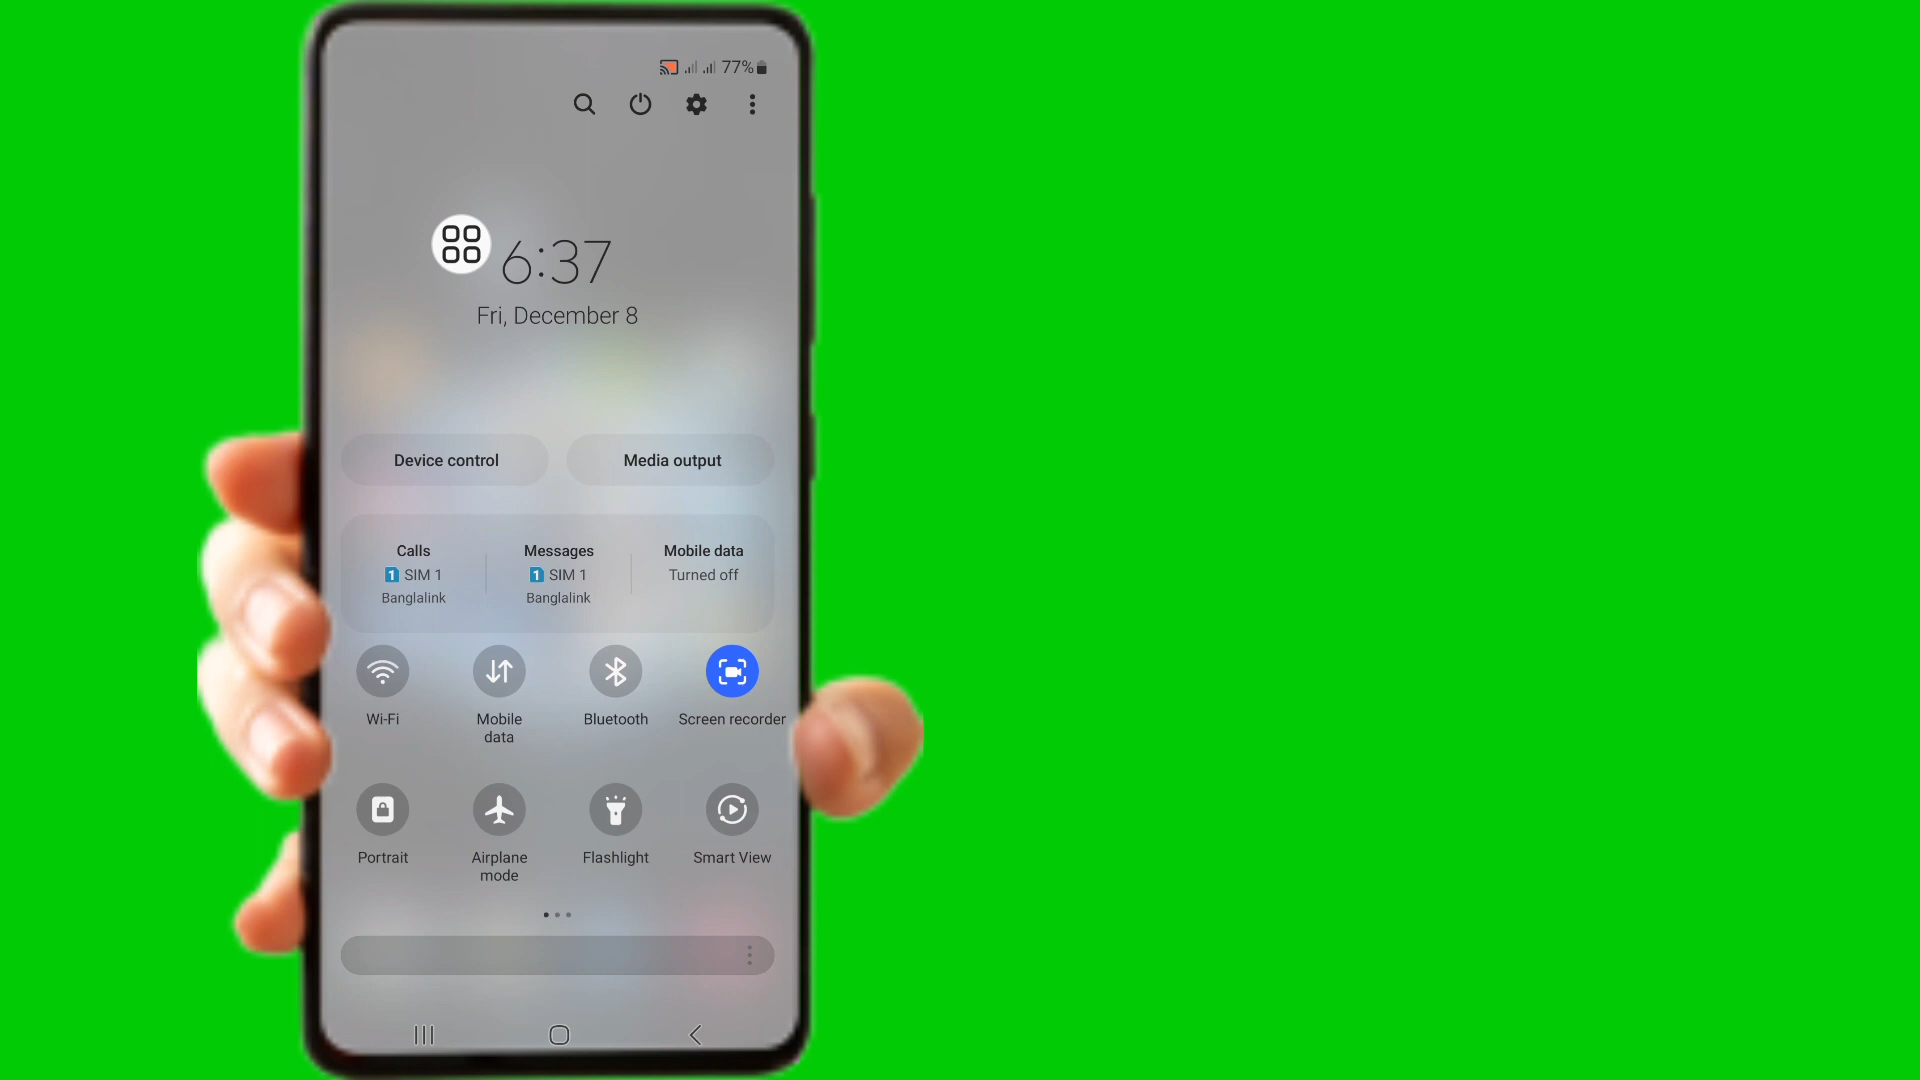 77%
6:37
Fri, December 8
Device control
Media output
Calls
1 SIM 1
Banglalink
Messages
1 SIM 1
Banglalink
Mobile data
Turned off
Wi-Fi
Mobile
data
Bluetooth
Screen recorder
Portrait
Airplane
mode
Flashlight
Smart View